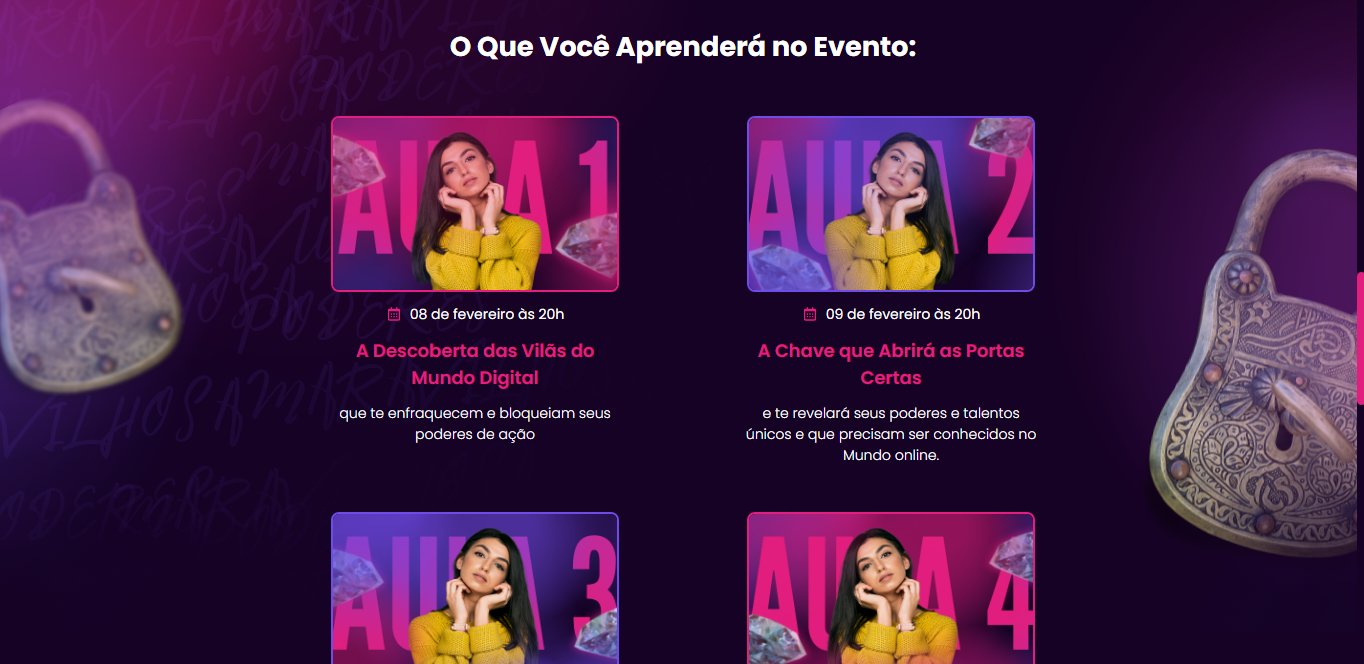 O Que Você Aprenderá no Evento:
AULA 1
AULA 2
08 de fevereiro às 20h
09 de fevereiro às 20h
A Descoberta das Vilãs do
Mundo Digital
A Chave que Abrirá as Portas
Certas
que te enfraquecem e bloqueiam seus
poderes de ação
e te revelará seus poderes e talentos
únicos e que precisam ser conhecidos no
Mundo online.
AULA 3
AULA 4